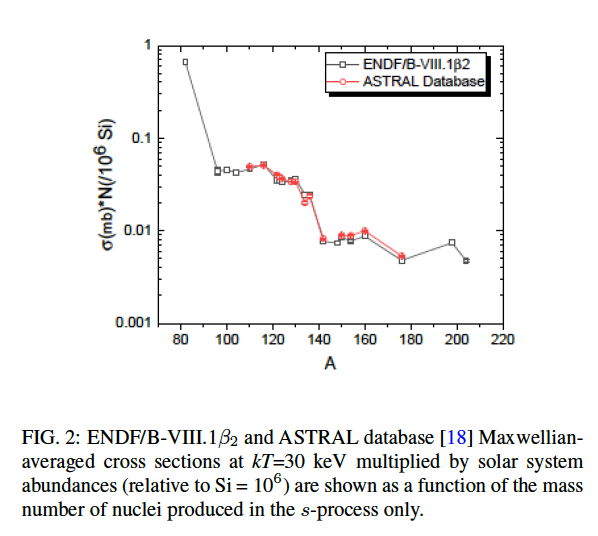 1
0.1
0.01
0.001
σ(mb)*N(/10⁶ Si)
ENDF/B-VIII.1β2
ASTRAL Database
80 100 120 140 160 180 200 220
A
FIG. 2: ENDF/B-VIII.1β₂ and ASTRAL database [18] Maxwellian-
averaged cross sections at kT=30 keV multiplied by solar system
abundances (relative to Si = 10⁶) are shown as a function of the mass
number of nuclei produced in the s-process only.